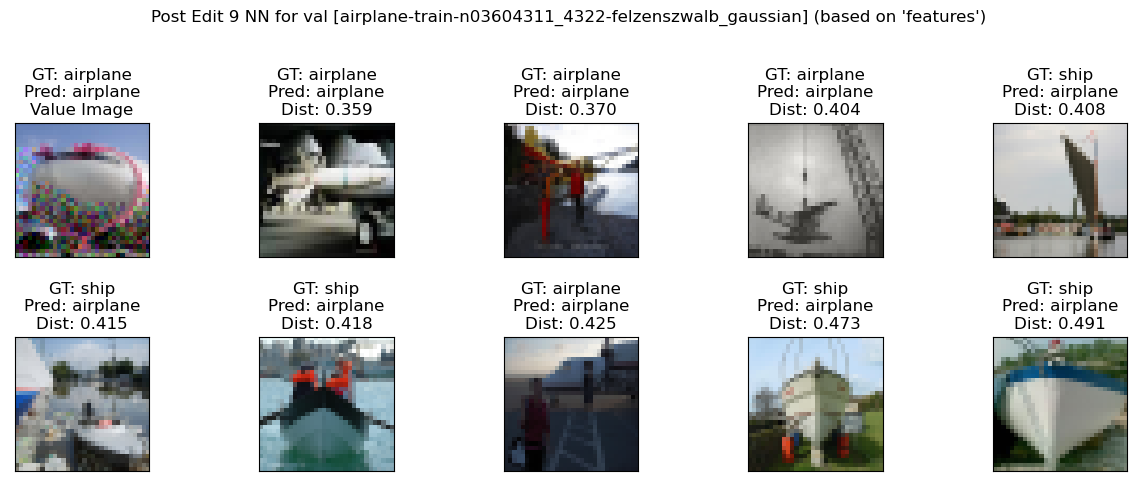 Post Edit 9 NN for val [airplane-train-n03604311_4322-felzenszwalb_gaussian] (based on 'features')
GT: airplane
Pred: airplane
Value Image
GT: airplane
Pred: airplane
Dist: 0.359
GT: airplane
Pred: airplane
Dist: 0.370
GT: airplane
Pred: airplane
Dist: 0.404
GT: ship
Pred: airplane
Dist: 0.408
GT: ship
Pred: airplane
Dist: 0.415
GT: ship
Pred: airplane
Dist: 0.418
GT: airplane
Pred: airplane
Dist: 0.425
GT: ship
Pred: airplane
Dist: 0.473
GT: ship
Pred: airplane
Dist: 0.491